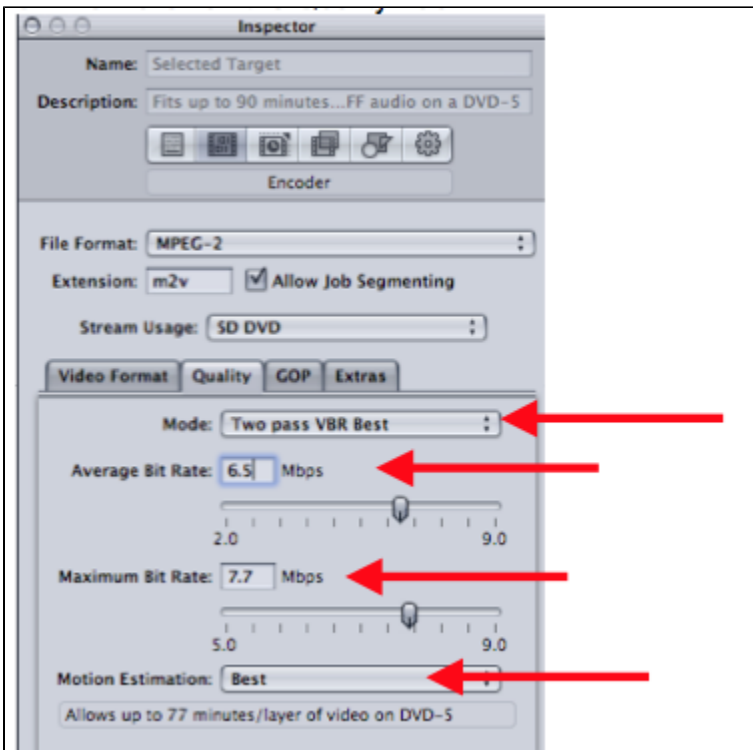 Inspector
Name: Selected Target
Description: Fits up to 90 minutes...FF audio on a DVD-5
Encoder
File Format: MPEG-2
Extension: m2v Allow Job Segmenting
Stream Usage: SD DVD
Video Format Quality GOP Extras
Mode: Two pass VBR Best
Average Bit Rate: 6.5 Mbps
2.0 9.0
Maximum Bit Rate: 7.7 Mbps
5.0 9.0
Motion Estimation: Best
Allows up to 77 minutes/layer of video on DVD-5